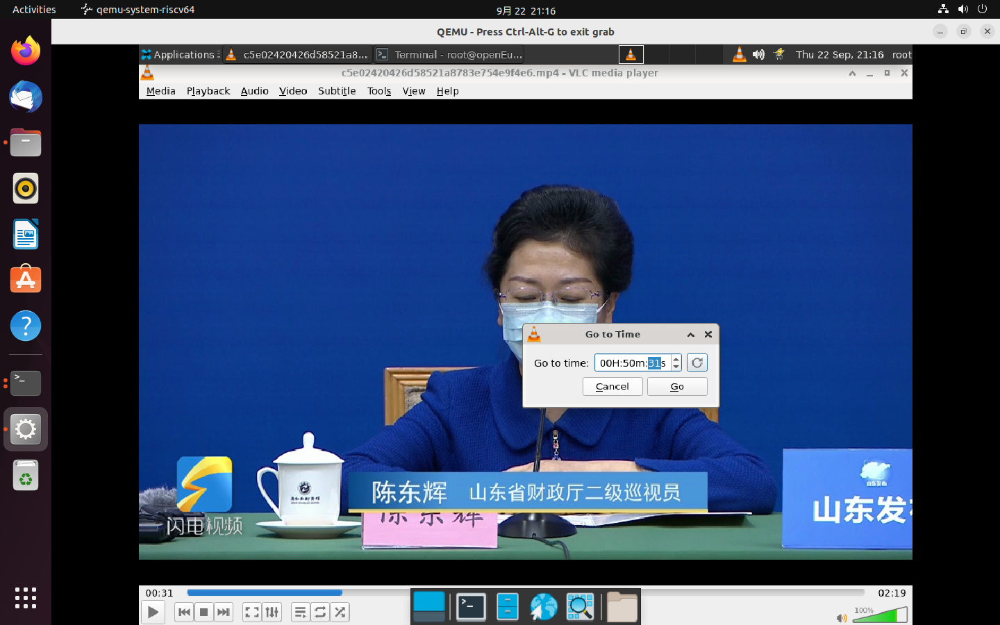 Activities
qemu-system-riscv64
9月 22 21:16
QEMU - Press Ctrl-Alt-G to exit grab
Applications
c5e02420426d58521a8...
Terminal - root@openEu...
Thu 22 Sep, 21:16
root
c5e02420426d58521a8783e754e9f4e6.mp4 - VLC media player
Media Playback Audio Video Subtitle Tools View Help
Go to Time
Go to time: 00H:50m:31s
Cancel Go
陈东辉 山东省财政厅二级巡视员
陈东辉
闪电视频
山东发布
山东发布
00:31
02:19
100%